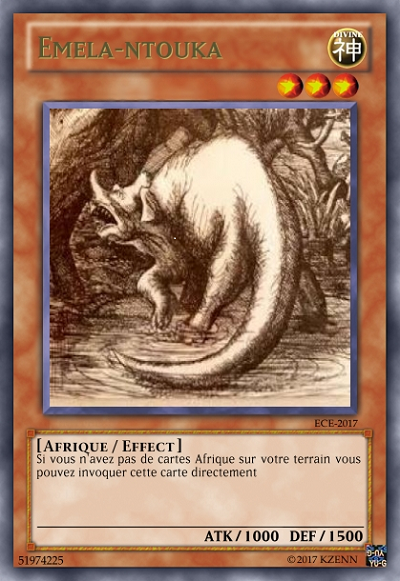 Emela-ntouka
DIVINE
神
ECE-2017
[Afrique / Effect]
Si vous n'avez pas de cartes Afrique sur votre terrain vous
pouvez invoquer cette carte directement
ATK / 1000 DEF / 1500
51974225
©2017 KZENN